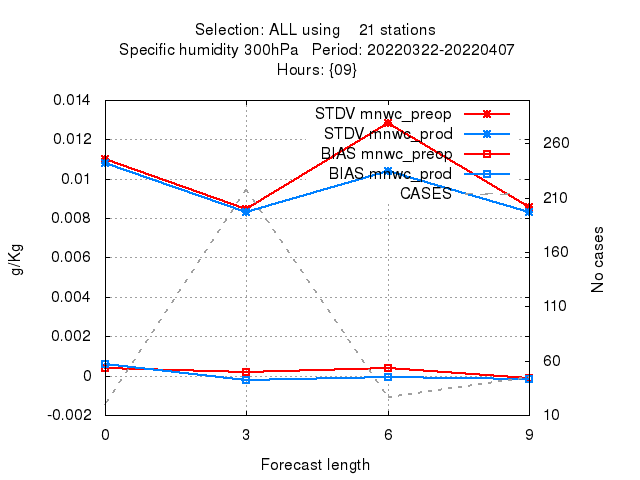 Selection: ALL using    21 stations
Specific humidity 300hPa   Period: 20220322-20220407
Hours: {09}
0.014
0.012
0.01
0.008
0.006
0.004
0.002
0
-0.002
g/Kg
STDV mnwc_preop
STDV mnwc_prod
BIAS mnwc_preop
BIAS mnwc_prod
CASES
260
210
160
110
60
10
No cases
0 3 6 9
Forecast length